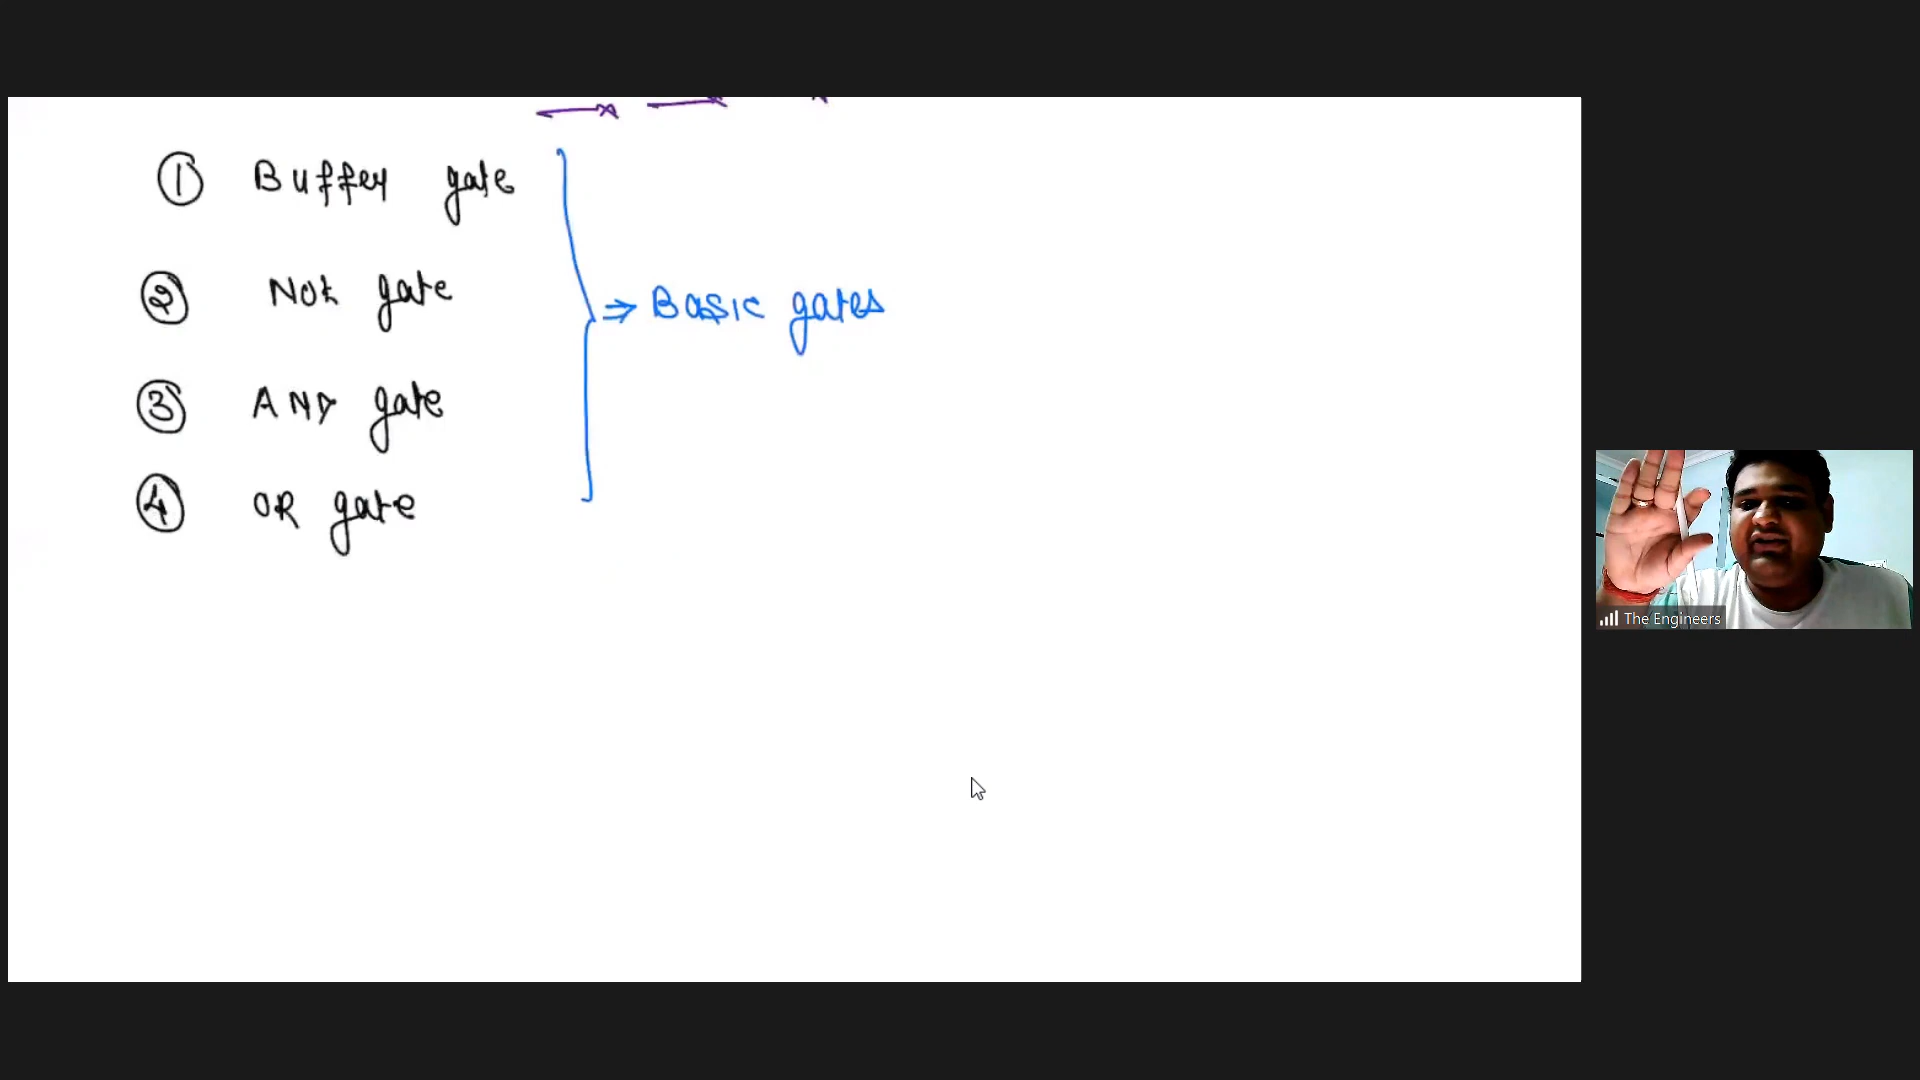 ① Buffer gate
② Not gate
⇒ Basic gates
③ AND gate
④ OR gate
The Engineers